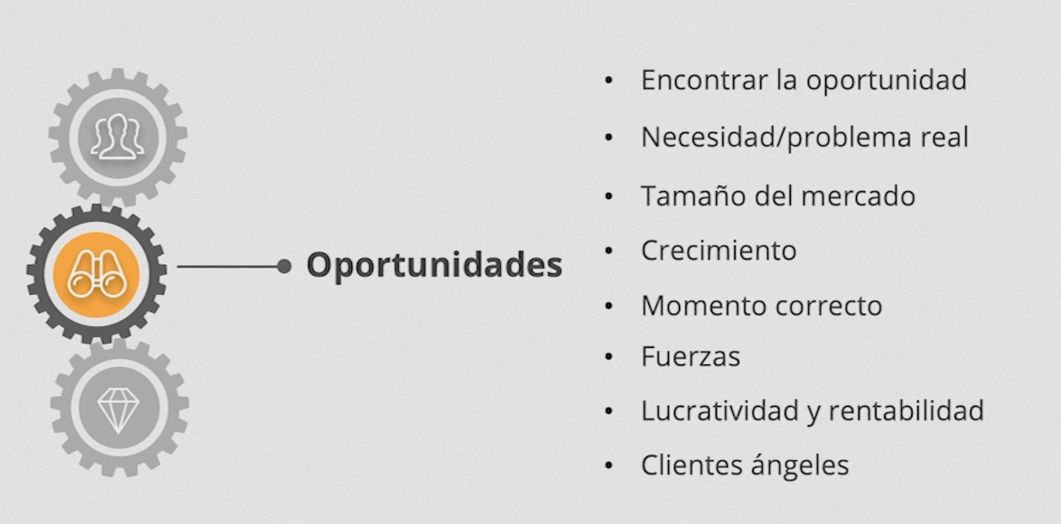 Oportunidades
• Encontrar la oportunidad
• Necesidad/problema real
• Tamaño del mercado
• Crecimiento
• Momento correcto
• Fuerzas
• Lucratividad y rentabilidad
• Clientes ángeles